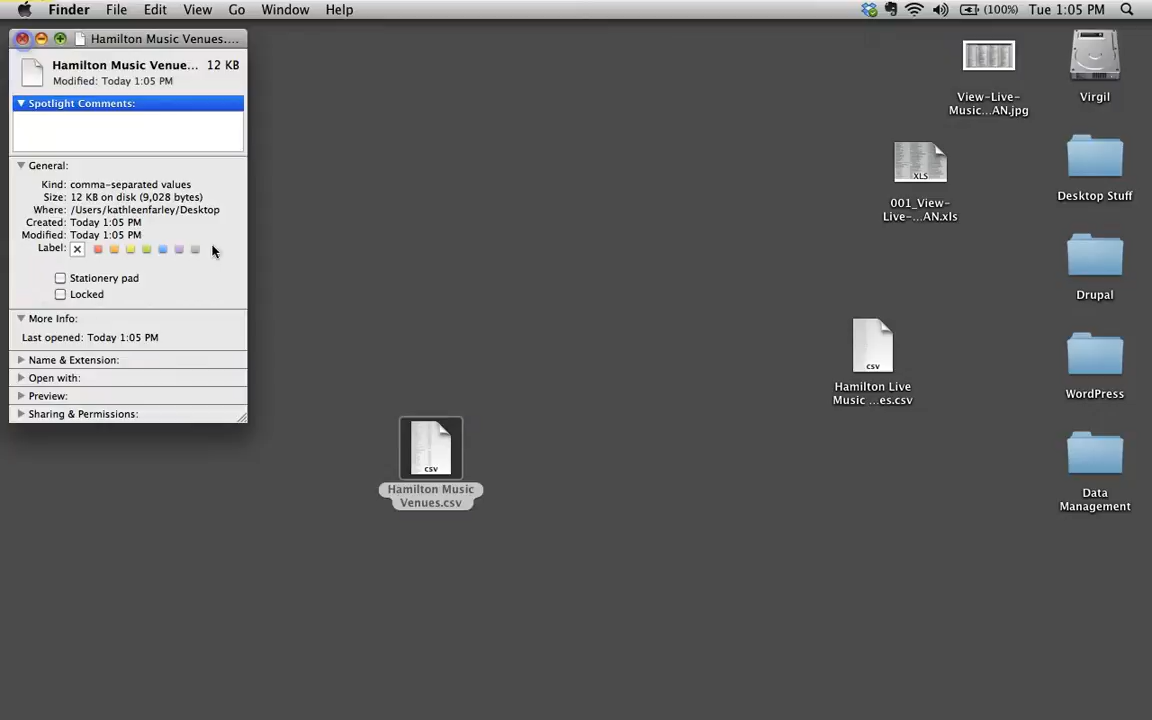 Finder File Edit View Go Window Help
(100%) Tue 1:05 PM
Hamilton Music Venues....
Hamilton Music Venue... 12 KB
Modified: Today 1:05 PM
Spotlight Comments:
General:
Kind: comma-separated values
Size: 12 KB on disk (9,028 bytes)
Where: /Users/kathleenfarley/Desktop
Created: Today 1:05 PM
Modified: Today 1:05 PM
Label:
Stationery pad
Locked
More Info:
Last opened: Today 1:05 PM
Name & Extension:
Open with:
Preview:
Sharing & Permissions:
CSV
Hamilton Music
Venues.csv
CSV
Hamilton Live
Music ...es.csv
XLS
001_View-
Live-...AN.xls
View-Live-
Music...AN.jpg
Virgil
Desktop Stuff
Drupal
WordPress
Data
Management